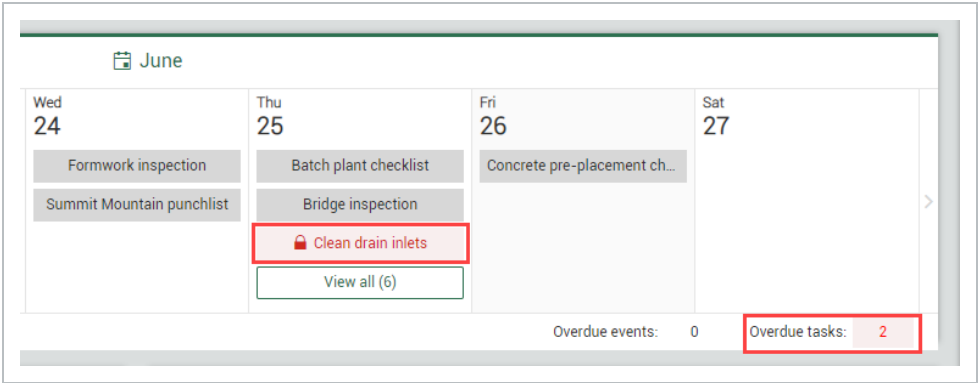 June
Wed
24
Formwork inspection
Summit Mountain punchlist
Thu
25
Batch plant checklist
Bridge inspection
Clean drain inlets
View all (6)
Fri
26
Concrete pre-placement ch...
Sat
27
Overdue events: 0 Overdue tasks: 2